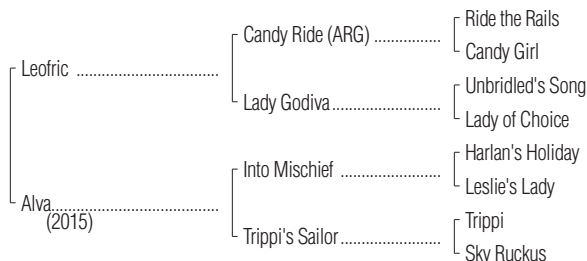 Ride the Rails
Candy Ride (ARG) ..................
Candy Girl
Leofric ................................
Unbridled's Song
Lady Godiva ..........................
Lady of Choice
Harlan's Holiday
Into Mischief ........................
Leslie's Lady
Alva ......................................
(2015)
Trippi
Trippi's Sailor ........................
Sky Ruckus